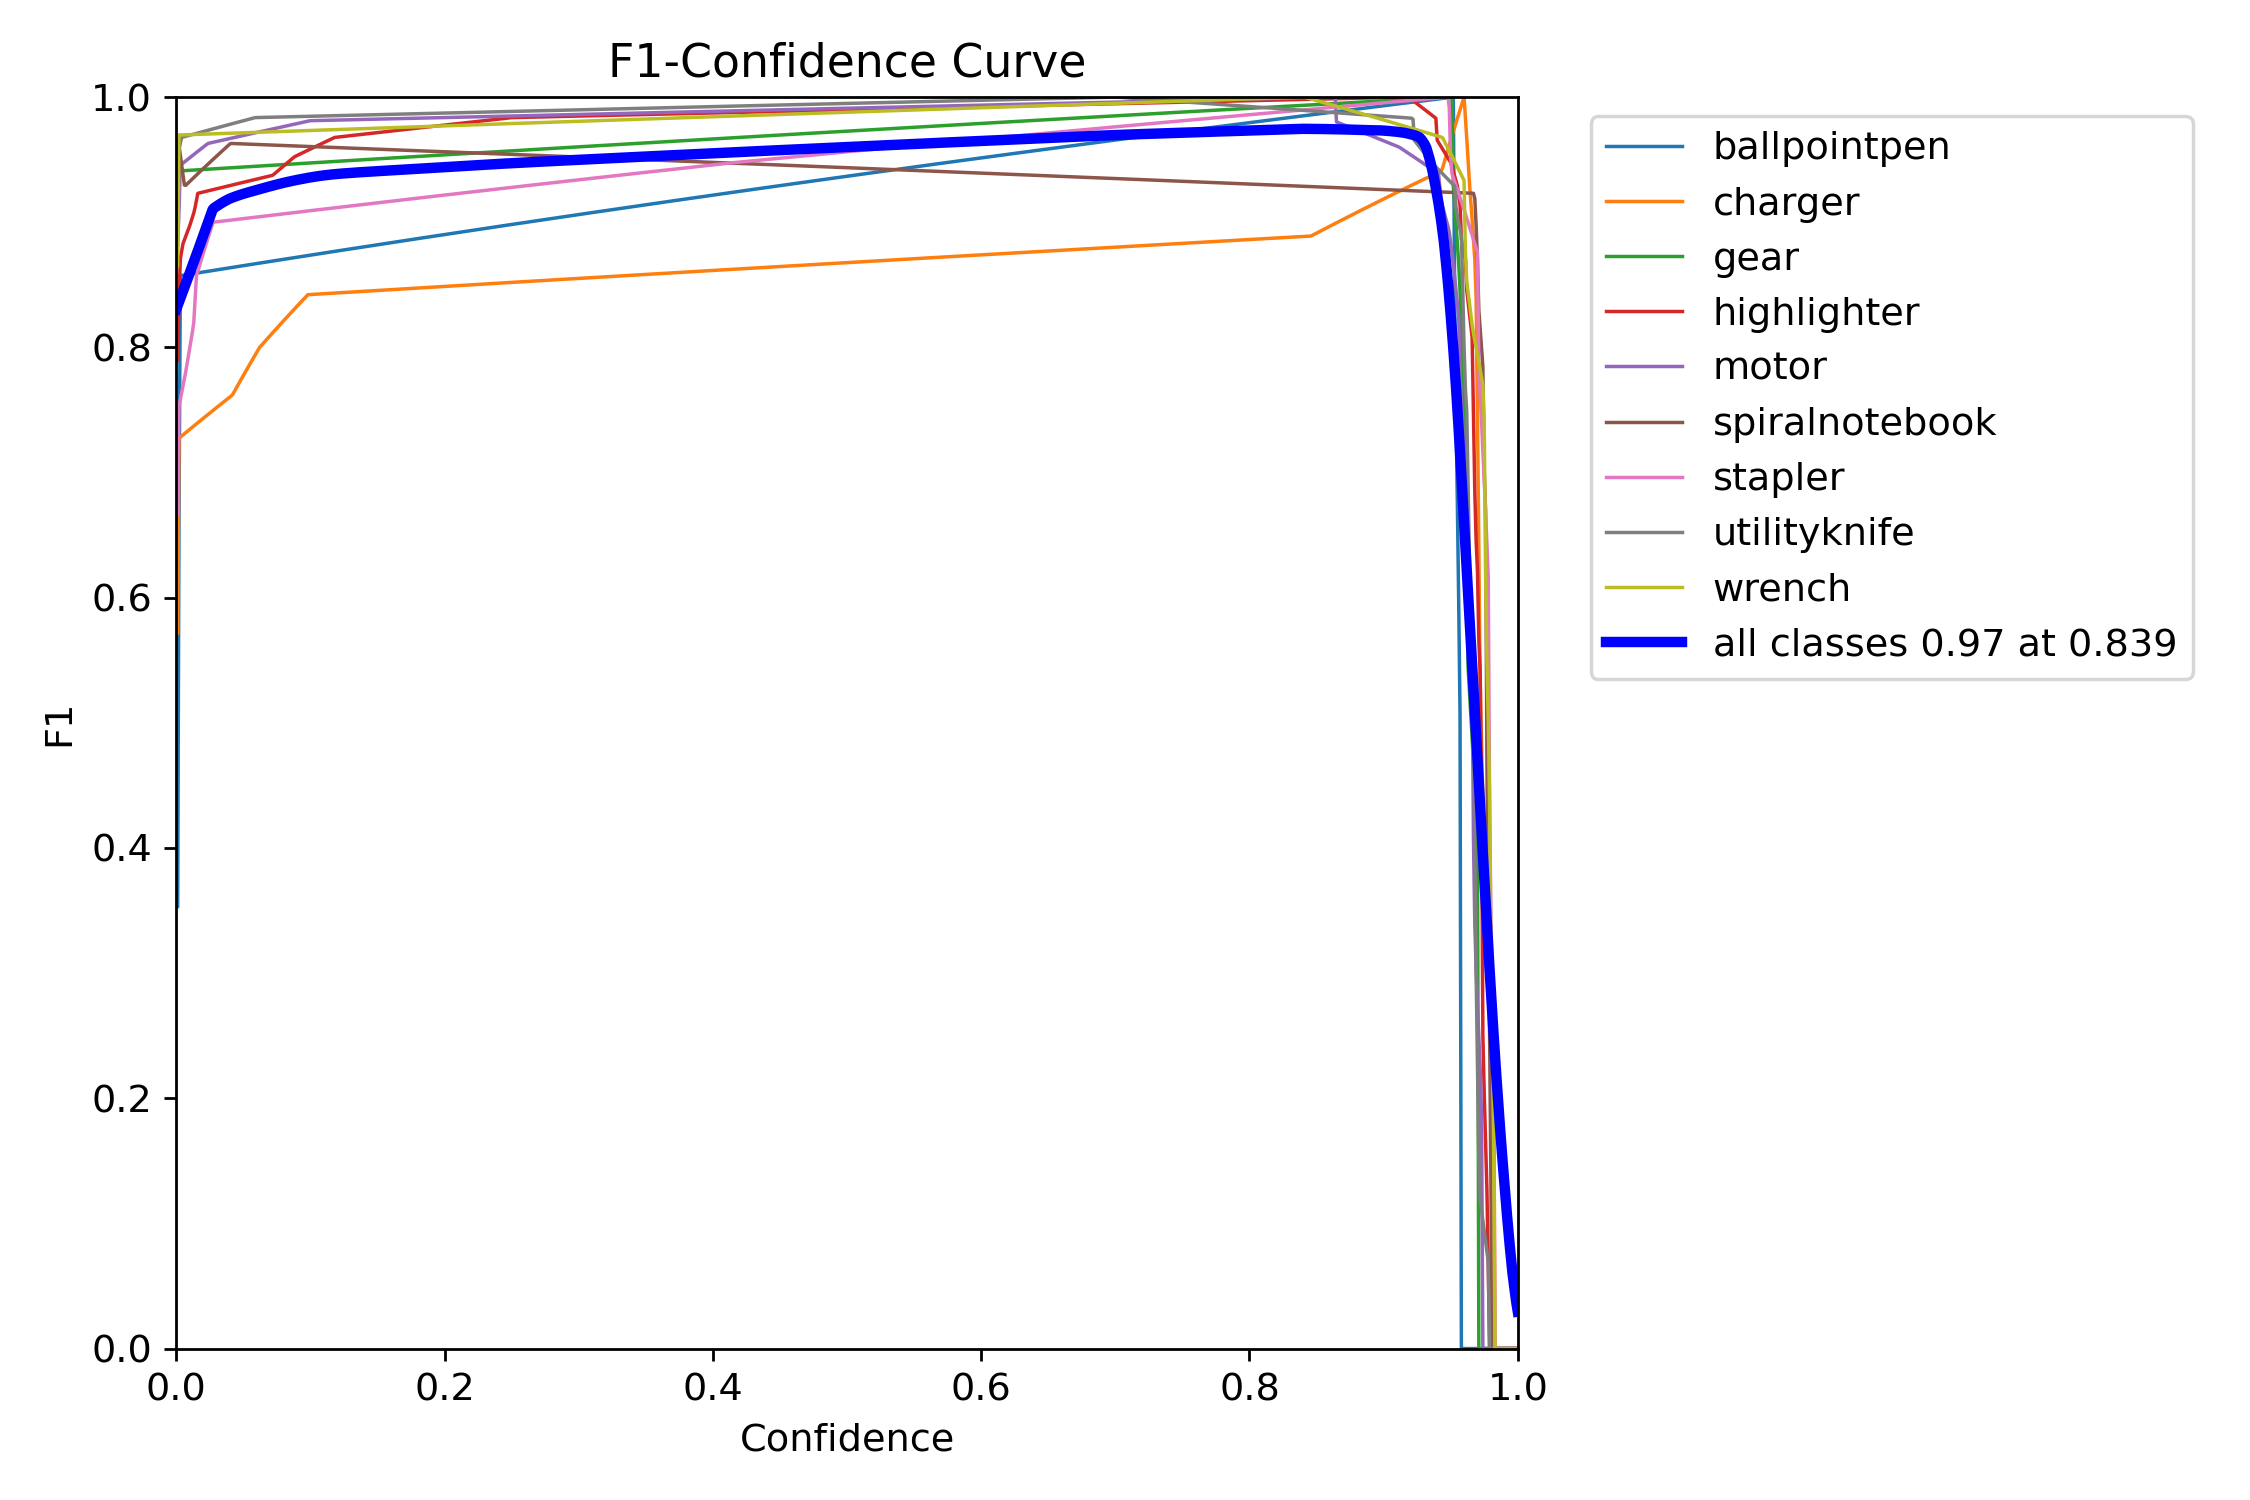 F1-Confidence Curve
1.0
0.8
0.6
0.4
0.2
0.0
F1
0.0 0.2 0.4 0.6 0.8 1.0
Confidence
ballpointpen
charger
gear
highlighter
motor
spiralnotebook
stapler
utilityknife
wrench
all classes 0.97 at 0.839